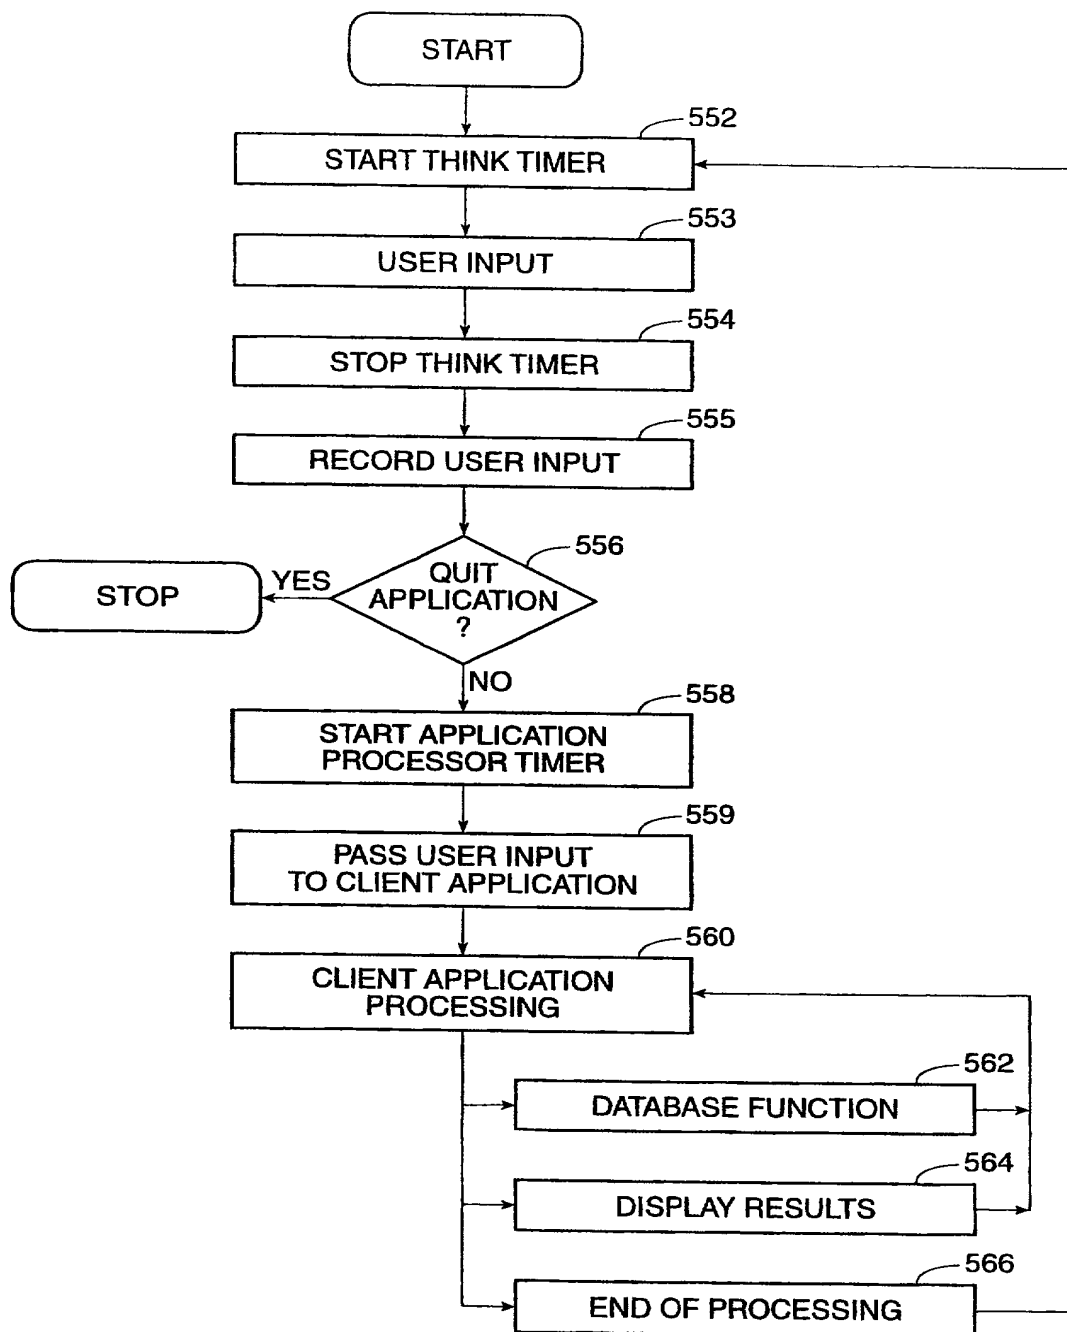 START
552
START THINK TIMER
553
USER INPUT
554
STOP THINK TIMER
555
RECORD USER INPUT
556
QUIT
APPLICATION
?
YES
STOP
NO
558
START APPLICATION
PROCESSOR TIMER
559
PASS USER INPUT
TO CLIENT APPLICATION
560
CLIENT APPLICATION
PROCESSING
562
DATABASE FUNCTION
564
DISPLAY RESULTS
566
END OF PROCESSING